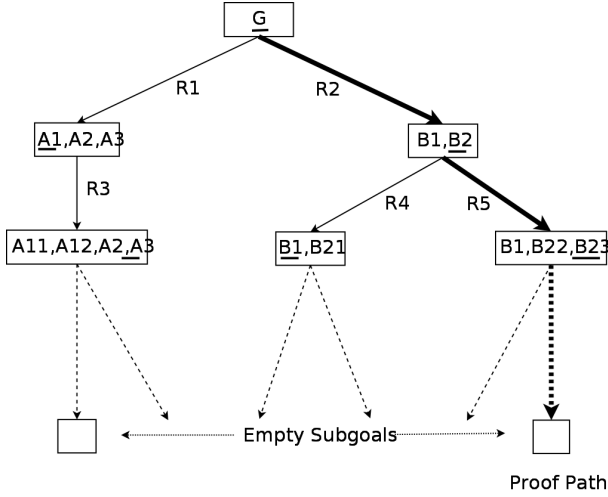 G
R1
R2
A1,A2,A3
B1,B2
R3
R4
R5
A11,A12,A2,A3
B1,B21
B1,B22,B23
Empty Subgoals
Proof Path